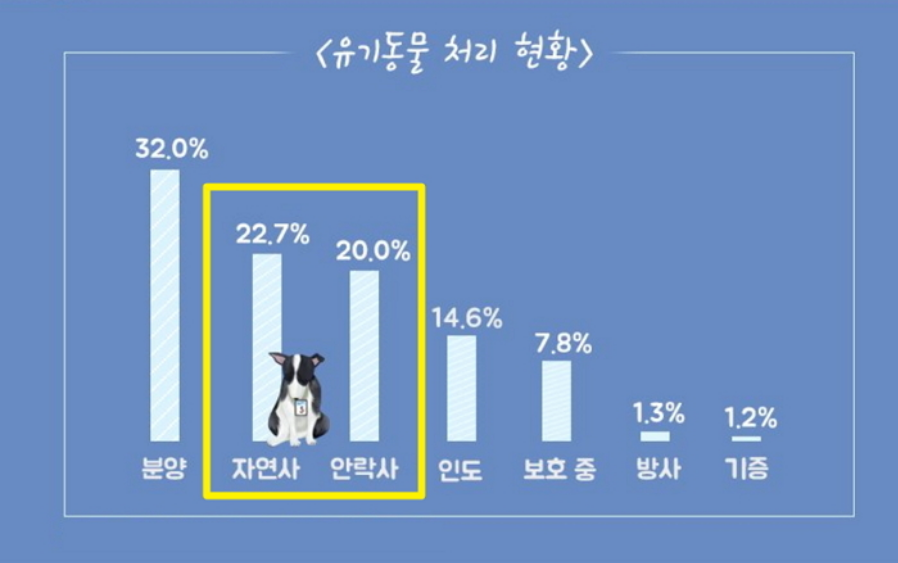 <유기동물 처리 현황>
32.0%
22.7%
20.0%
14.6%
7.8%
1.3%
1.2%
분양
자연사
안락사
인도
보호 중
방사
기증